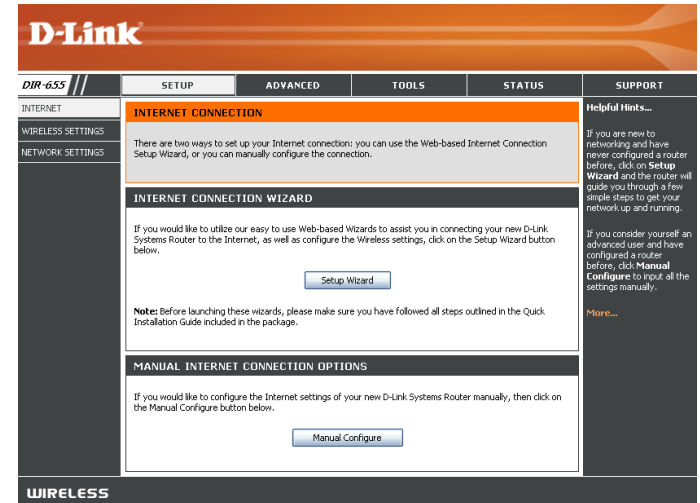 D-Link
DIR-655
SETUP
ADVANCED
TOOLS
STATUS
SUPPORT
INTERNET
WIRELESS SETTINGS
NETWORK SETTINGS
INTERNET CONNECTION
There are two ways to set up your Internet connection: you can use the Web-based Internet Connection
Setup Wizard, or you can manually configure the connection.
INTERNET CONNECTION WIZARD
If you would like to utilize our easy to use Web-based Wizards to assist you in connecting your new D-Link
Systems Router to the Internet, as well as configure the Wireless settings, click on the Setup Wizard button
below.
Setup Wizard
Note: Before launching these wizards, please make sure you have followed all steps outlined in the Quick
Installation Guide included in the package.
MANUAL INTERNET CONNECTION OPTIONS
If you would like to configure the Internet settings of your new D-Link Systems Router manually, then click on
the Manual Configure button below.
Manual Configure
Helpful Hints...
If you are new to
networking and have
never configured a router
before, click on Setup
Wizard and the router will
guide you through a few
simple steps to get your
network up and running.
If you consider yourself an
advanced user and have
configured a router
before, click Manual
Configure to input all the
settings manually.
More...
WIRELESS